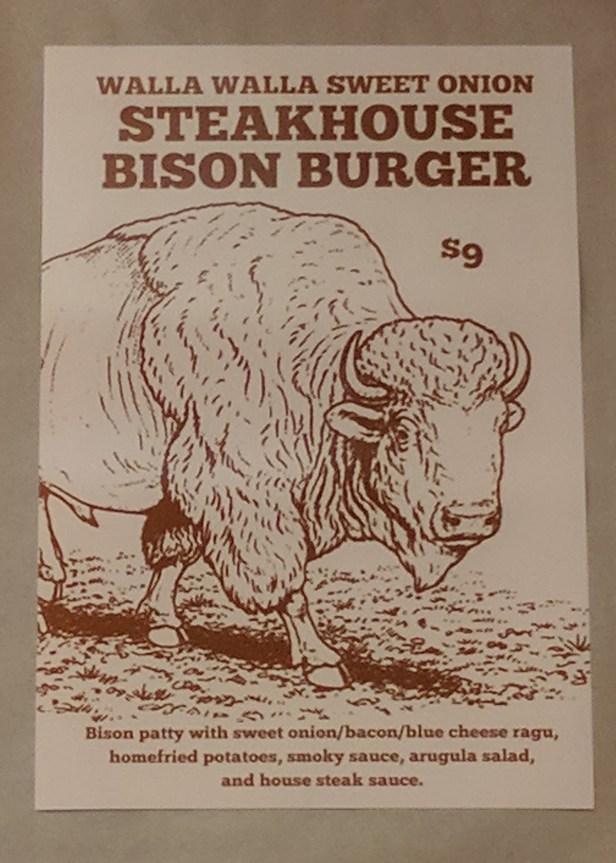 WALLA WALLA SWEET ONION
STEAKHOUSE
BISON BURGER
$9
Bison patty with sweet onion/bacon/blue cheese ragu,
homefried potatoes, smoky sauce, arugula salad,
and house steak sauce.